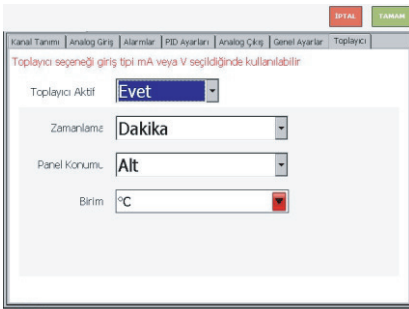 İPTAL TAMAM
Kanal Tanımı Analog Giriş Alarmlar PID Ayarları Analog Çıkış Genel Ayarlar Toplayıcı
Toplayıcı seçeneği giriş tipi mA veya V seçildiğinde kullanılabilir
Toplayıcı Aktif Evet
Zamanlama Dakika
Panel Konumu Alt
Birim °C